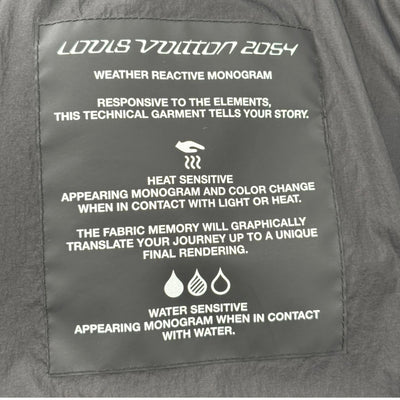 LOUIS VUITTON 2054
WEATHER REACTIVE MONOGRAM
RESPONSIVE TO THE ELEMENTS,
THIS TECHNICAL GARMENT TELLS YOUR STORY.
HEAT SENSITIVE
APPEARING MONOGRAM AND COLOR CHANGE
WHEN IN CONTACT WITH LIGHT OR HEAT.
THE FABRIC MEMORY WILL GRAPHICALLY
TRANSLATE YOUR JOURNEY UP TO A UNIQUE
FINAL RENDERING.
WATER SENSITIVE
APPEARING MONOGRAM WHEN IN CONTACT
WITH WATER.